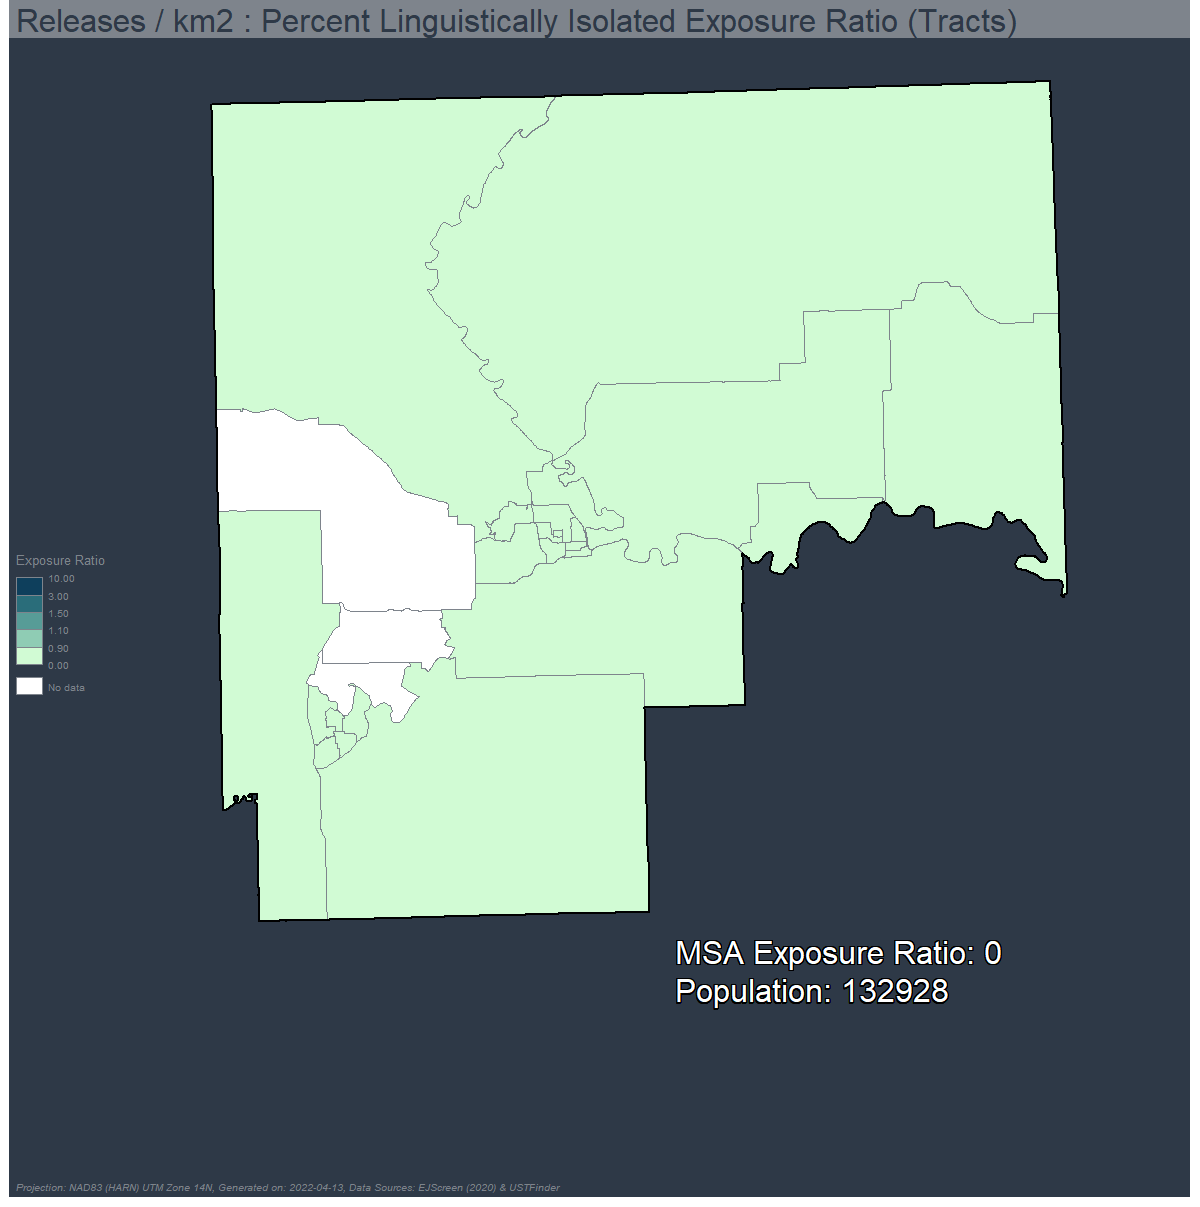 Releases / km2 : Percent Linguistically Isolated Exposure Ratio (Tracts)
Exposure Ratio
10.00
3.00
1.50
1.10
0.90
0.00
No data
MSA Exposure Ratio: 0
Population: 132928
Projection: NAD83 (HARN) UTM Zone 14N, Generated on: 2022-04-13, Data Sources: EJScreen (2020) & USTFinder